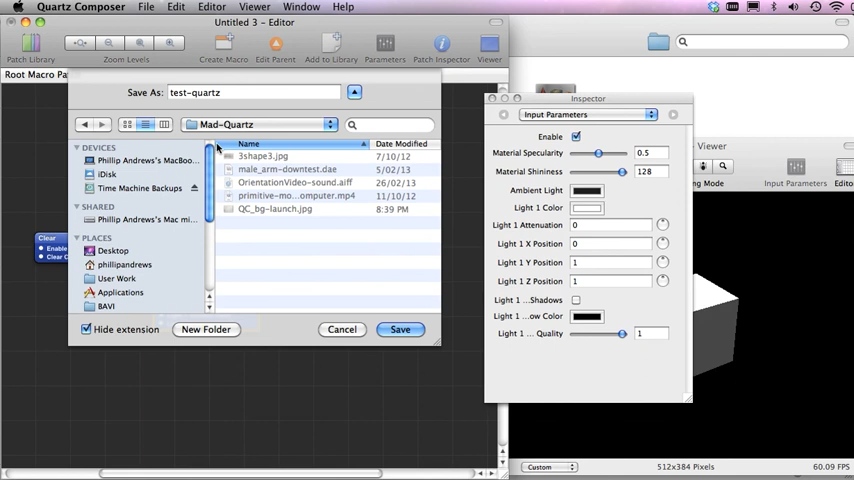 Quartz Composer File Edit Editor Viewer Window Help
Untitled 3 - Editor
Patch Library Zoom Levels Create Macro Edit Parent Add to Library Parameters Patch Inspector Viewer
Root Macro Pa
Save As: test-quartz
Mad-Quartz
DEVICES
Phillip Andrews's MacBoo...
iDisk
Time Machine Backups
SHARED
Phillip Andrews's Mac mi...
PLACES
Desktop
phillipandrews
User Work
Applications
BAVI
Name Date Modified
3shape3.jpg 7/10/12
male_arm-downtest.dae 5/02/13
OrientationVideo-sound.aiff 26/02/13
primitive-mo...omputer.mp4 11/10/12
QC_bg-launch.jpg 8:39 PM
Hide extension New Folder Cancel Save
Clear
Enable
Clear C
Inspector
Input Parameters
Enable
Material Specularity 0.5
Material Shininess 128
Ambient Light
Light 1 Color
Light 1 Attenuation 0
Light 1 X Position 0
Light 1 Y Position 1
Light 1 Z Position 1
Light 1 ...Shadows
Light 1 ...ow Color
Light 1 ... Quality 1
Viewer
ng Mode Input Parameters
Custom 512x384 Pixels 60.09 FPS